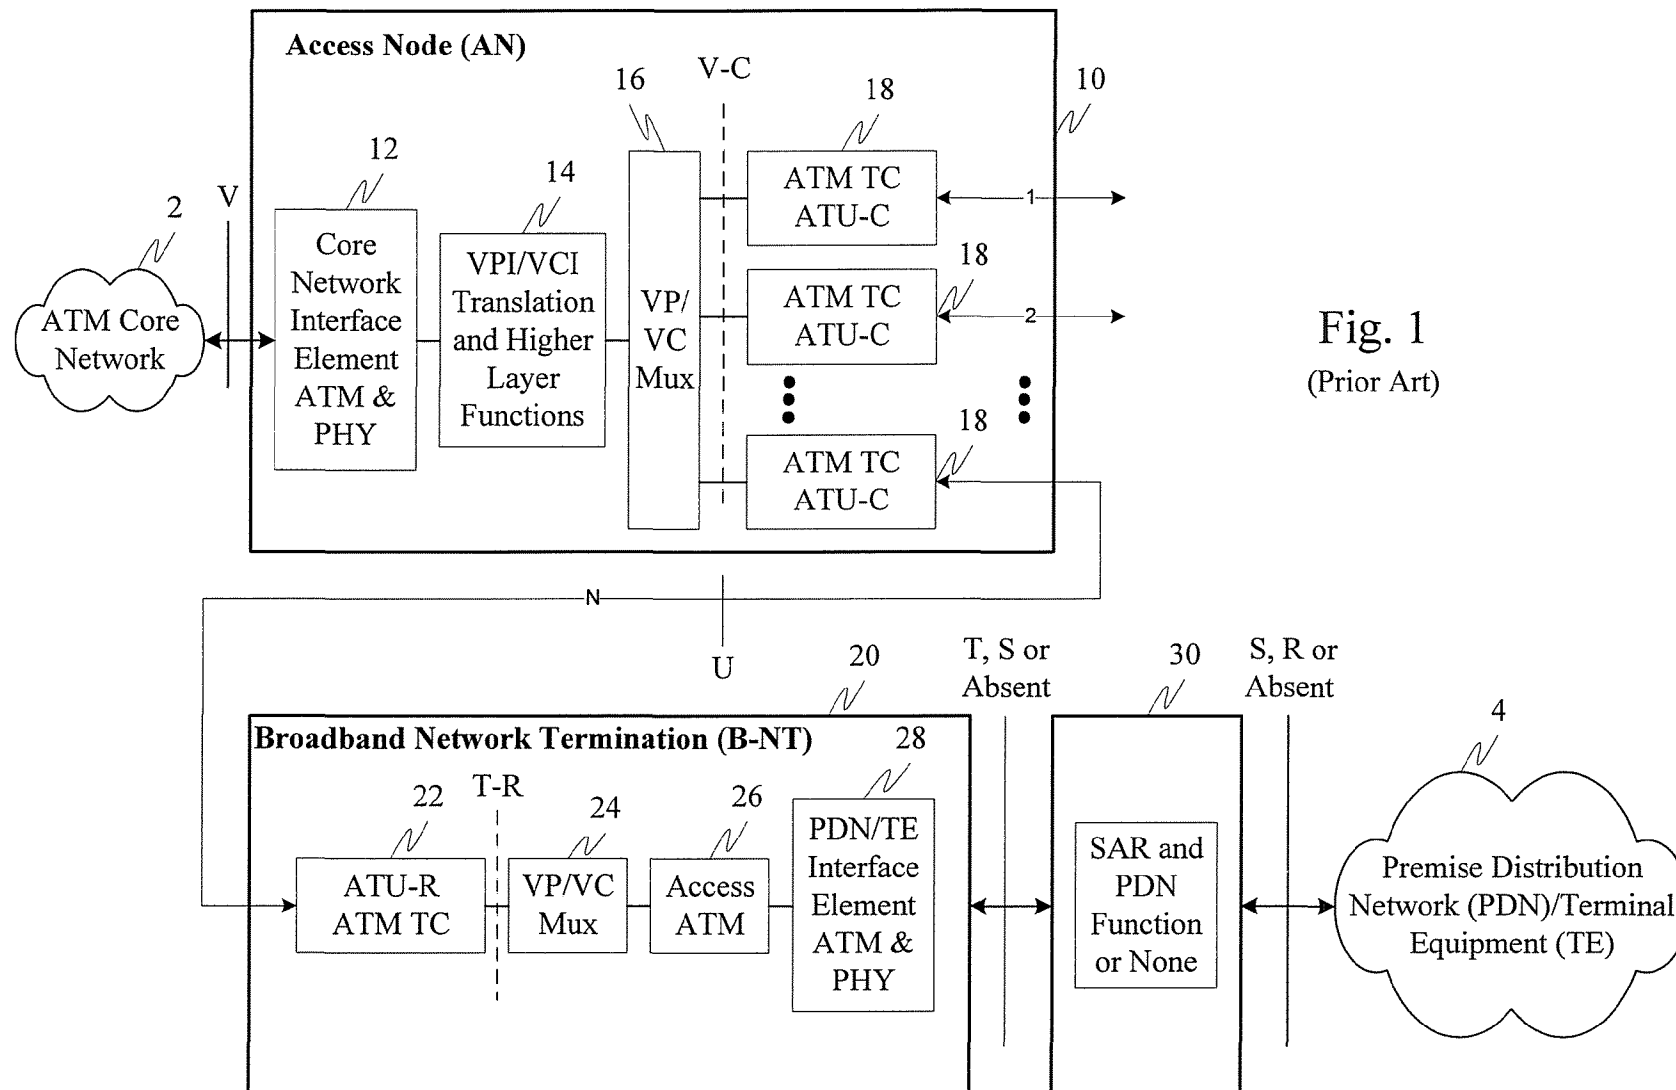 Access Node (AN)
V-C
16
18
10
12
14
V
2
ATM Core
Network
Core
Network
Interface
Element
ATM &
PHY
VPI/VCI
Translation
and Higher
Layer
Functions
VP/
VC
Mux
ATM TC
ATU-C
1
18
ATM TC
ATU-C
2
18
ATM TC
ATU-C
Fig. 1
(Prior Art)
N
U
20
T, S or
Absent
30
S, R or
Absent
4
Broadband Network Termination (B-NT)
28
22
T-R
24
26
ATU-R
ATM TC
VP/VC
Mux
Access
ATM
PDN/TE
Interface
Element
ATM &
PHY
SAR and
PDN
Function
or None
Premise Distribution
Network (PDN)/Terminal
Equipment (TE)